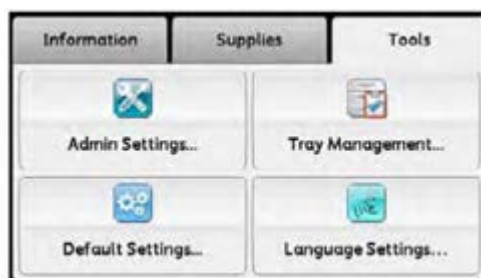 Information
Supplies
Tools
Admin Settings...
Tray Management...
Default Settings...
Language Settings...